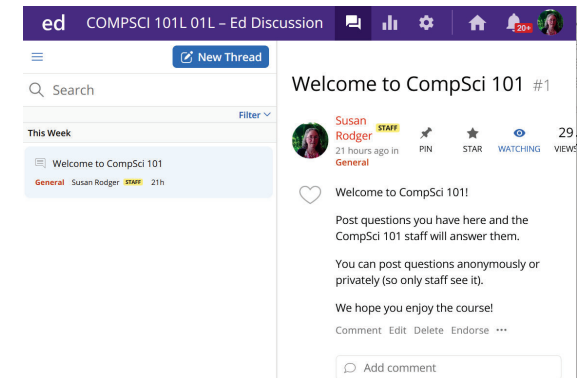 ed COMPSCI 101L 01L – Ed Discussion 20+
New Thread
Search
Filter
This Week
Welcome to CompSci 101
General Susan Rodger STAFF 21h
Welcome to CompSci 101 #1
Susan Rodger STAFF
21 hours ago in
General
PIN
STAR
WATCHING
29
VIEWS
Welcome to CompSci 101!
Post questions you have here and the
CompSci 101 staff will answer them.
You can post questions anonymously or
privately (so only staff see it).
We hope you enjoy the course!
Comment Edit Delete Endorse •••
Add comment